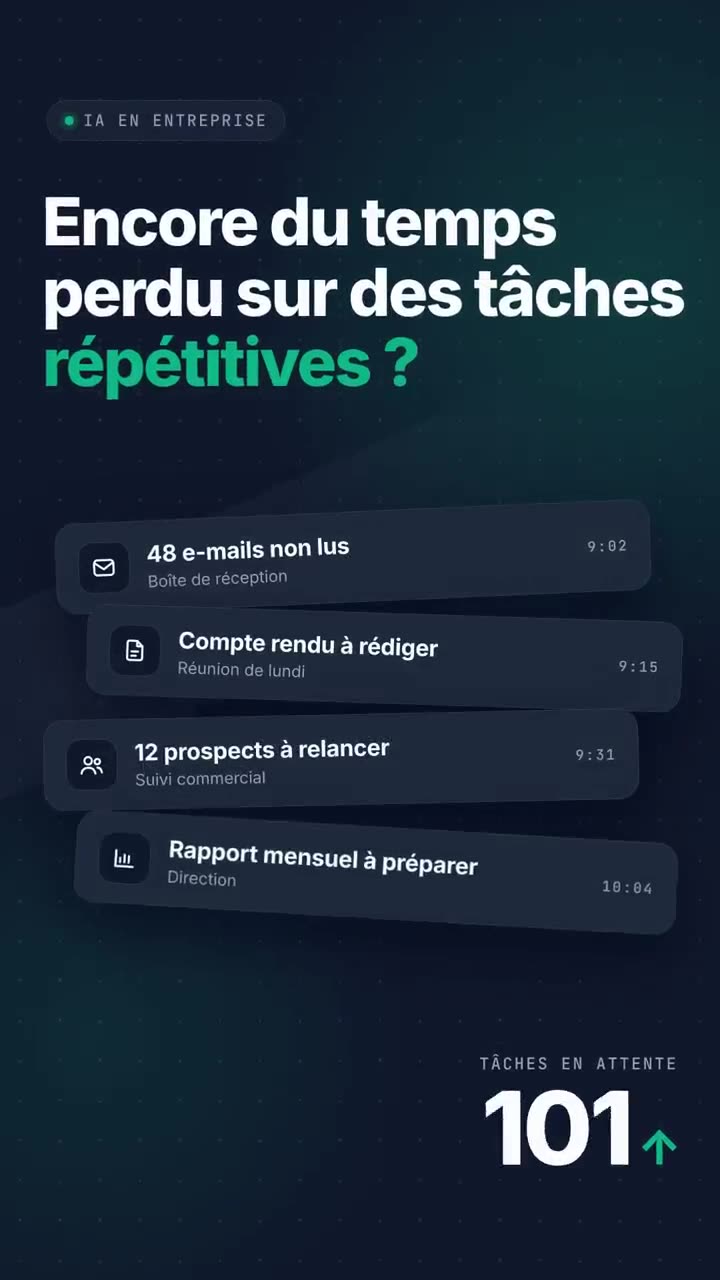 IA EN ENTREPRISE
Encore du temps
perdu sur des tâches
répétitives ?
48 e-mails non lus
Boîte de réception
9:02
Compte rendu à rédiger
Réunion de lundi
9:15
12 prospects à relancer
Suivi commercial
9:31
Rapport mensuel à préparer
Direction
10:04
TÂCHES EN ATTENTE
101